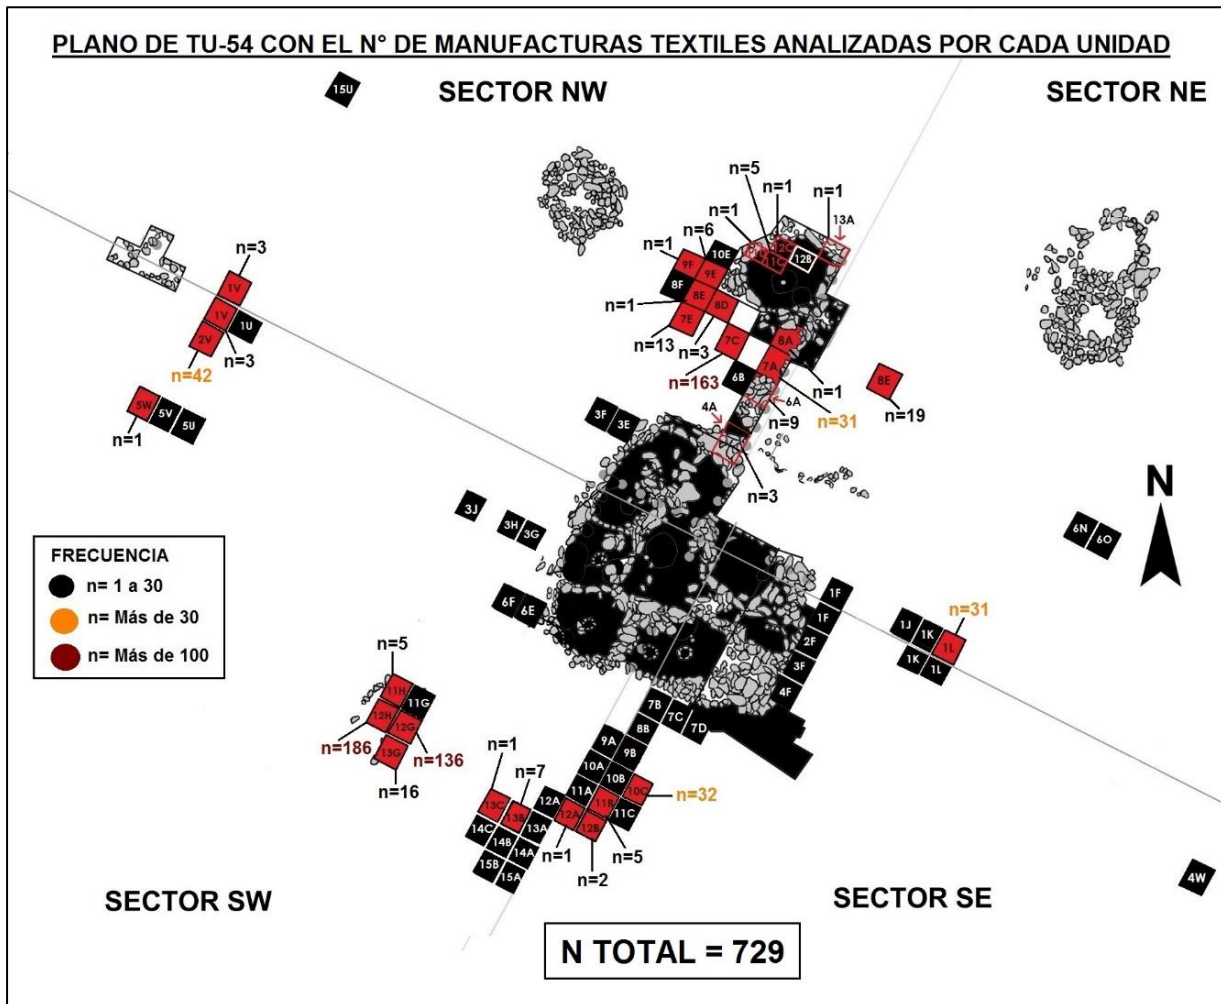 PLANO DE TU-54 CON EL N° DE MANUFACTURAS TEXTILES ANALIZADAS POR CADA UNIDAD
15U
SECTOR NW
SECTOR NE
n=5
n=1
n=1
n=1
13A
n=6
n=1
10E
12B
9F
9E
8F
8E
8D
7E
n=1
n=13
n=3
7C
8A
7A
6B
n=163
n=1
8E
n=19
6A
4A
n=9
n=31
n=3
n=3
1V
1V
1U
2V
n=3
n=42
5W
5V
5U
n=1
3F
3E
3J
3H
3G
6F
6E
N
6N
6O
FRECUENCIA
n= 1 a 30
n= Más de 30
n= Más de 100
1F
1F
2F
3F
4F
n=31
1J
1K
1L
1K
1L
n=5
11H
11G
12H
12G
13G
n=186
n=136
n=16
7B
7C
7D
8B
9A
9B
10A
10B
10C
11A
11B
11C
n=32
n=1
n=7
13C
13B
12A
12A
12B
14C
13A
14B
14A
15B
15A
n=1
n=5
n=2
4W
SECTOR SW
SECTOR SE
N TOTAL = 729